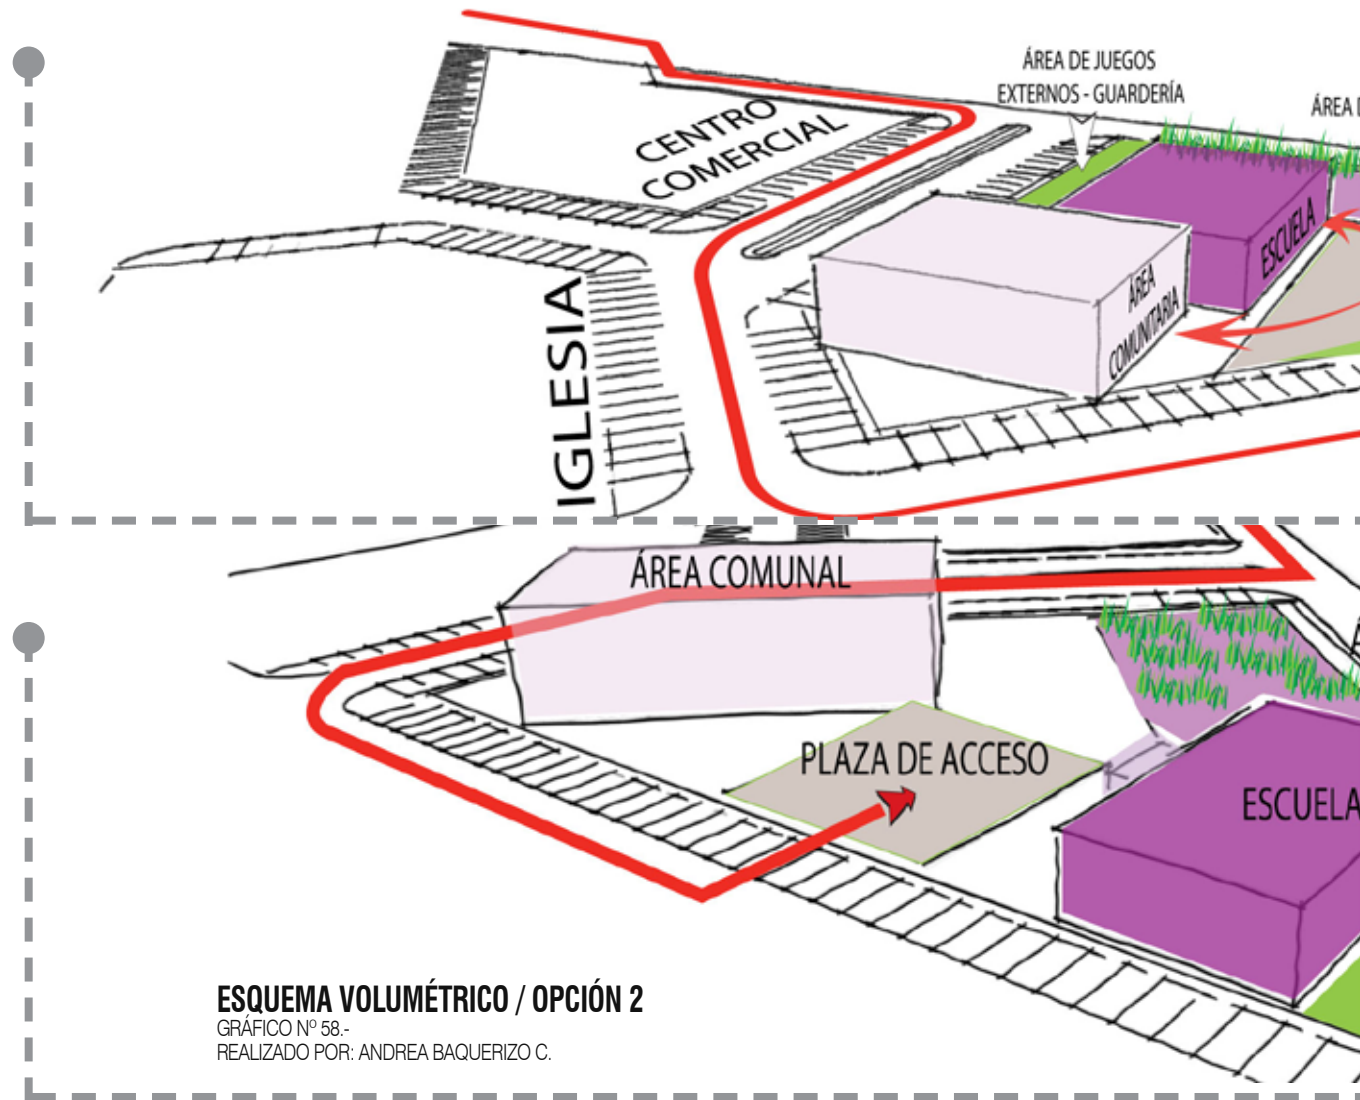 ÁREA DE JUEGOS
EXTERNOS - GUARDERÍA
ÁREA
CENTRO
COMERCIAL
ESCUELA
ÁREA
COMUNITARIA
IGLESIA
ÁREA COMUNAL
PLAZA DE ACCESO
ESCUELA
ESQUEMA VOLUMÉTRICO / OPCIÓN 2
GRÁFICO Nº 58.-
REALIZADO POR: ANDREA BAQUERIZO C.